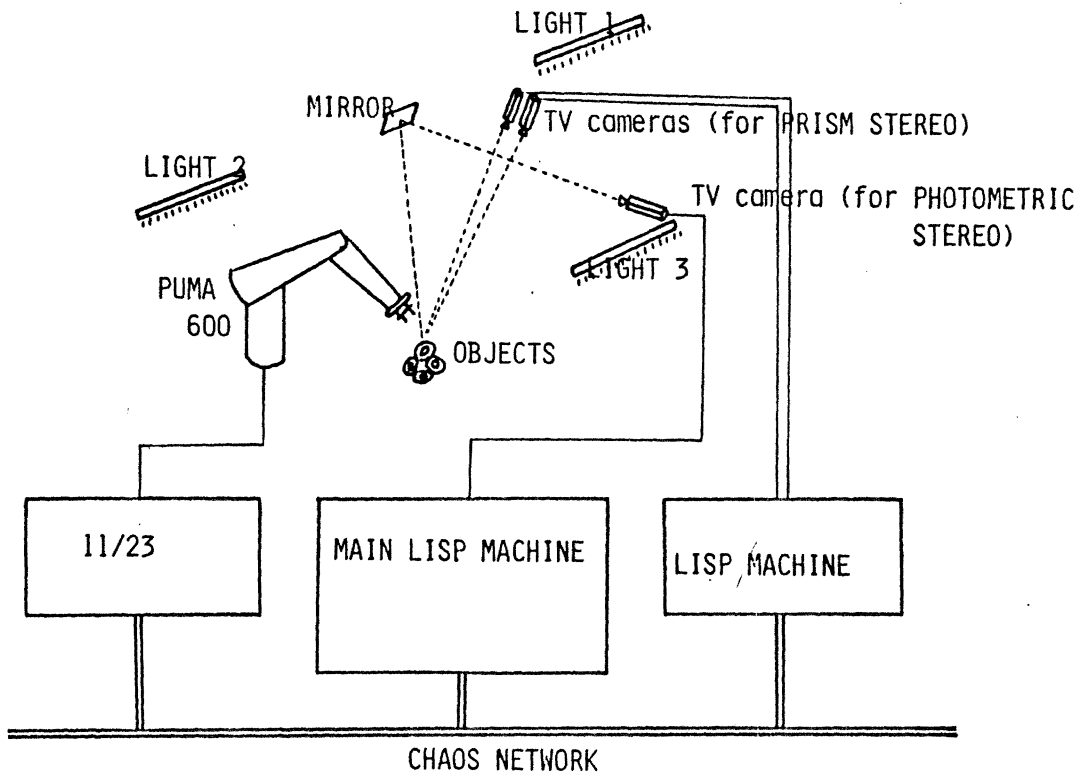 LIGHT 1
MIRROR
TV cameras (for PRISM STEREO)
LIGHT 2
TV camera (for PHOTOMETRIC
STEREO)
LIGHT 3
PUMA
600
OBJECTS
11/23
MAIN LISP MACHINE
LISP MACHINE
CHAOS NETWORK